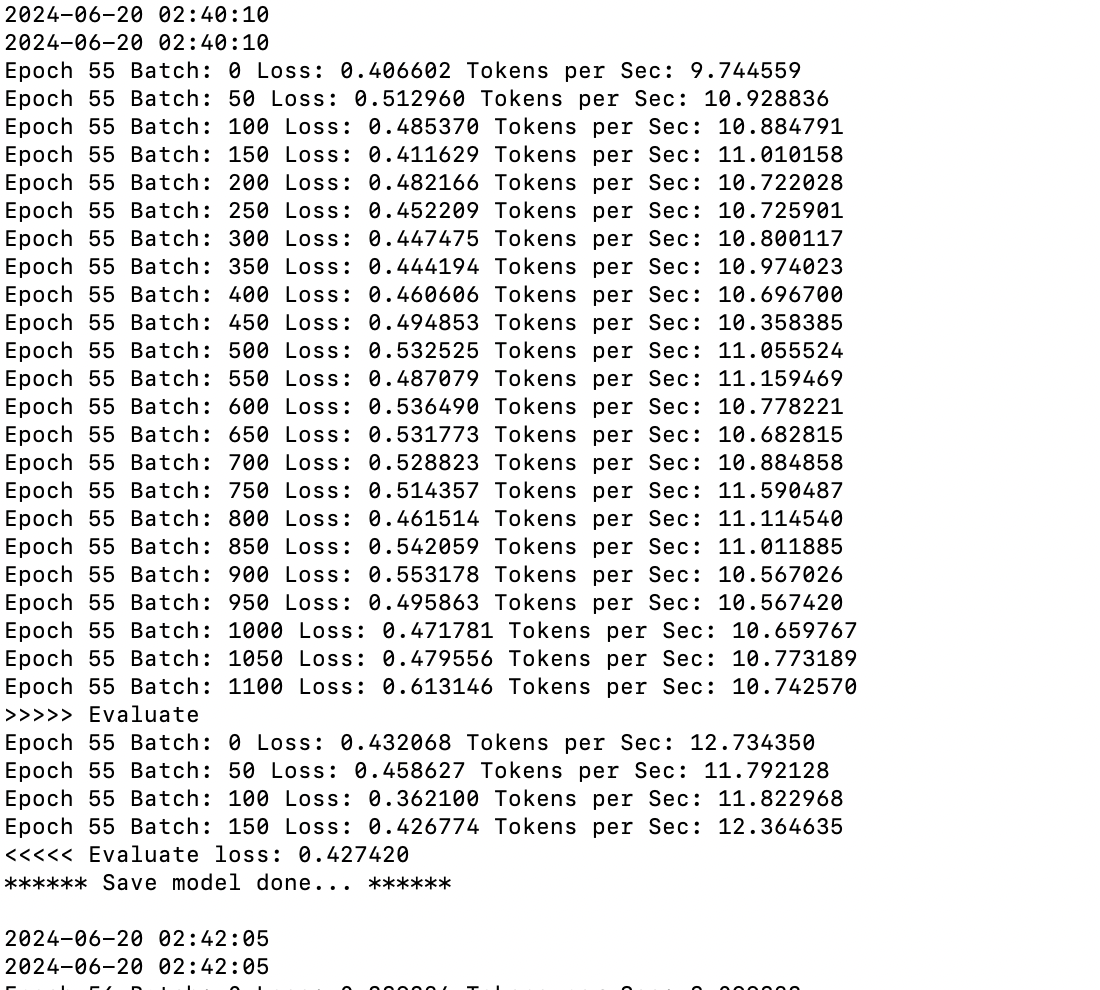 2024-06-20 02:40:10
2024-06-20 02:40:10
Epoch 55 Batch: 0 Loss: 0.406602 Tokens per Sec: 9.744559
Epoch 55 Batch: 50 Loss: 0.512960 Tokens per Sec: 10.928836
Epoch 55 Batch: 100 Loss: 0.485370 Tokens per Sec: 10.884791
Epoch 55 Batch: 150 Loss: 0.411629 Tokens per Sec: 11.010158
Epoch 55 Batch: 200 Loss: 0.482166 Tokens per Sec: 10.722028
Epoch 55 Batch: 250 Loss: 0.452209 Tokens per Sec: 10.725901
Epoch 55 Batch: 300 Loss: 0.447475 Tokens per Sec: 10.800117
Epoch 55 Batch: 350 Loss: 0.444194 Tokens per Sec: 10.974023
Epoch 55 Batch: 400 Loss: 0.460606 Tokens per Sec: 10.696700
Epoch 55 Batch: 450 Loss: 0.494853 Tokens per Sec: 10.358385
Epoch 55 Batch: 500 Loss: 0.532525 Tokens per Sec: 11.055524
Epoch 55 Batch: 550 Loss: 0.487079 Tokens per Sec: 11.159469
Epoch 55 Batch: 600 Loss: 0.536490 Tokens per Sec: 10.778221
Epoch 55 Batch: 650 Loss: 0.531773 Tokens per Sec: 10.682815
Epoch 55 Batch: 700 Loss: 0.528823 Tokens per Sec: 10.884858
Epoch 55 Batch: 750 Loss: 0.514357 Tokens per Sec: 11.590487
Epoch 55 Batch: 800 Loss: 0.461514 Tokens per Sec: 11.114540
Epoch 55 Batch: 850 Loss: 0.542059 Tokens per Sec: 11.011885
Epoch 55 Batch: 900 Loss: 0.553178 Tokens per Sec: 10.567026
Epoch 55 Batch: 950 Loss: 0.495863 Tokens per Sec: 10.567420
Epoch 55 Batch: 1000 Loss: 0.471781 Tokens per Sec: 10.659767
Epoch 55 Batch: 1050 Loss: 0.479556 Tokens per Sec: 10.773189
Epoch 55 Batch: 1100 Loss: 0.613146 Tokens per Sec: 10.742570
>>>>> Evaluate
Epoch 55 Batch: 0 Loss: 0.432068 Tokens per Sec: 12.734350
Epoch 55 Batch: 50 Loss: 0.458627 Tokens per Sec: 11.792128
Epoch 55 Batch: 100 Loss: 0.362100 Tokens per Sec: 11.822968
Epoch 55 Batch: 150 Loss: 0.426774 Tokens per Sec: 12.364635
<<<<< Evaluate loss: 0.427420
****** Save model done... ******
2024-06-20 02:42:05
2024-06-20 02:42:05